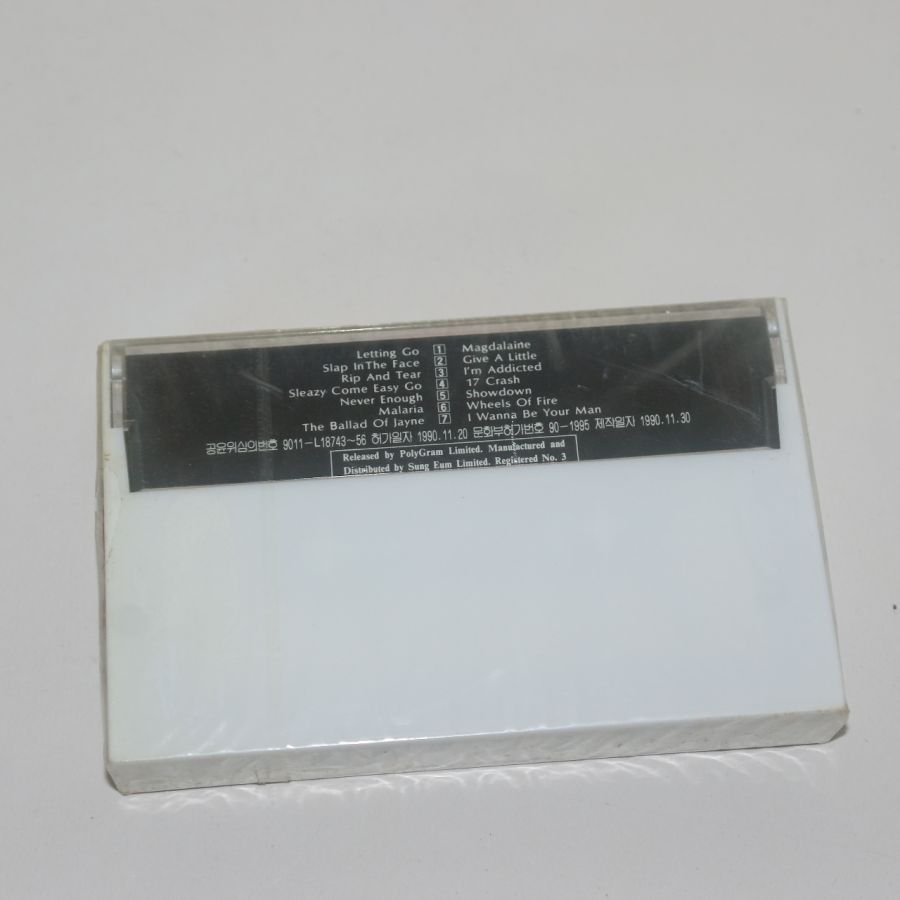 Letting Go 1 Magdalaine
Slap InThe Face 2 Give A Little
Rip And Tear 3 I'm Addicted
Sleazy Come Easy Go 4 17 Crash
Never Enough 5 Showdown
Malaria 6 Wheels Of Fire
The Ballad Of Jayne 7 I Wanna Be Your Man
공윤위심의번호 9011-L18743~56 허가일자 1990.11.20 문화부허가번호 90-1995 제작일자 1990.11.30
Released by PolyGram Limited. Manufactured and
Distributed by Sung Eum Limited. Registered No. 3